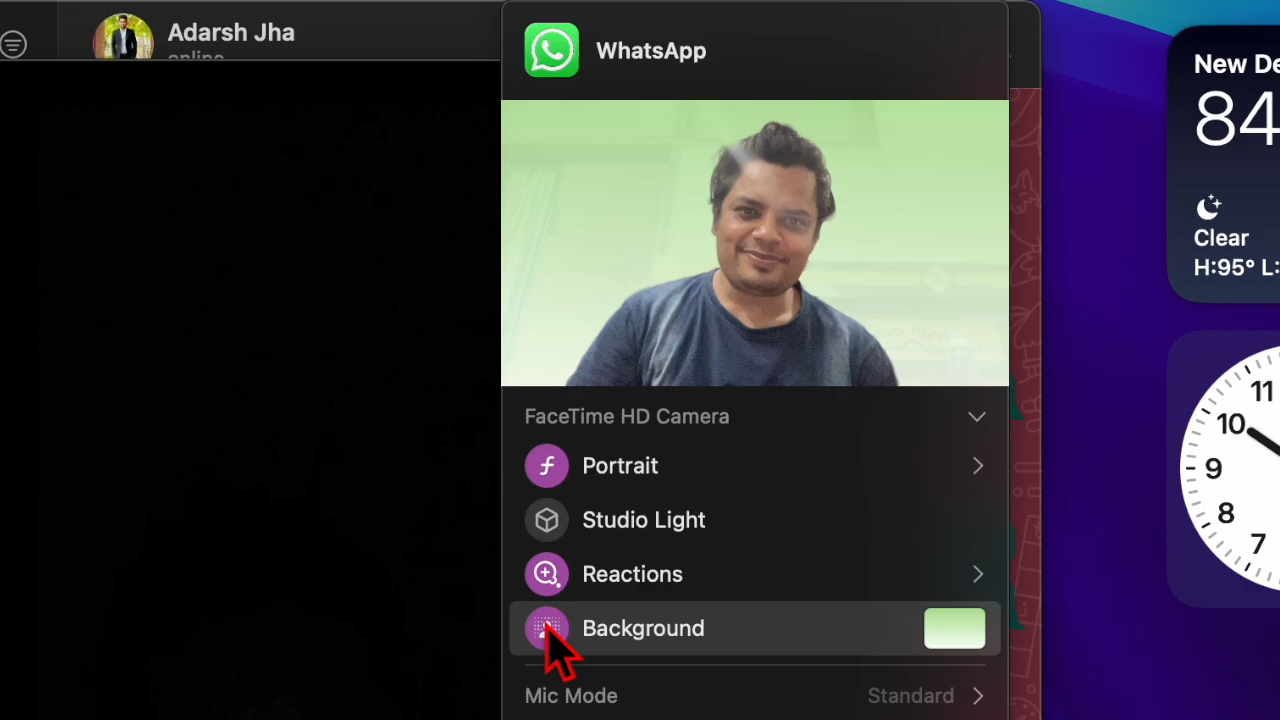 Adarsh Jha
online
WhatsApp
FaceTime HD Camera
Portrait
Studio Light
Reactions
Background
Mic Mode Standard
New De
84
Clear
H:95° L:
11
10
9
8
7